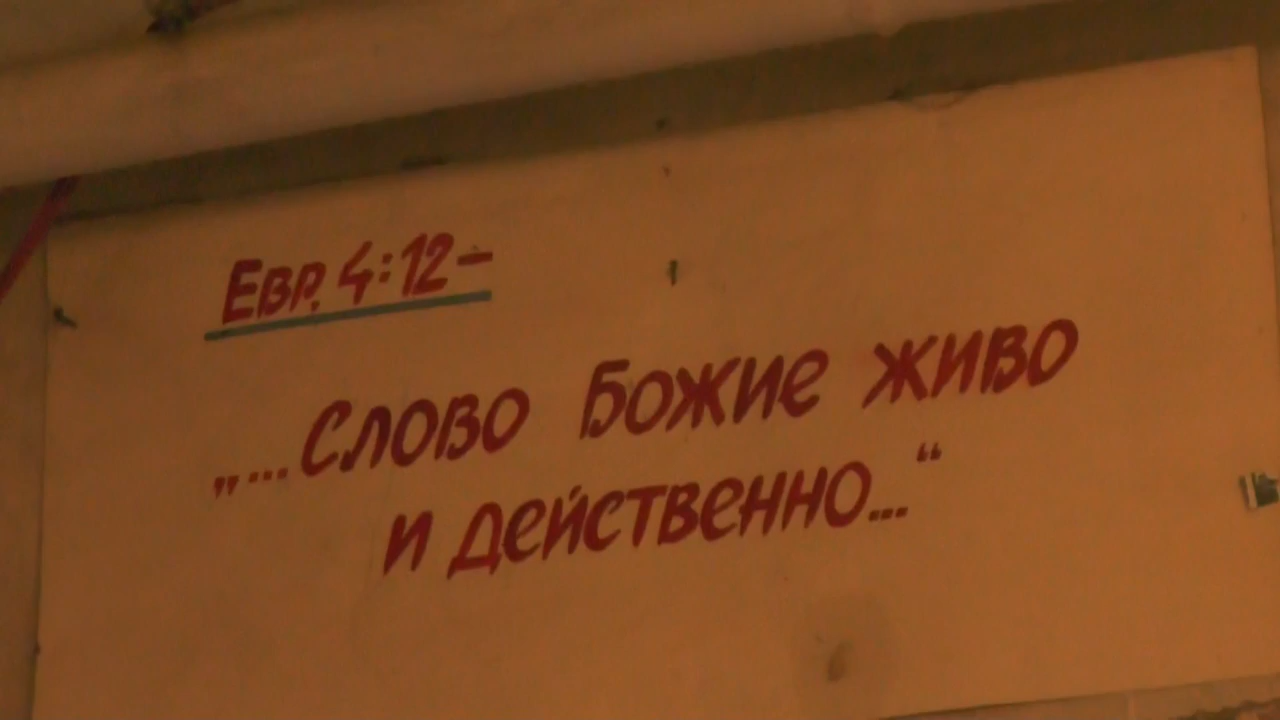 Евр. 4:12-
„...слово Божие живо
и действенно...“